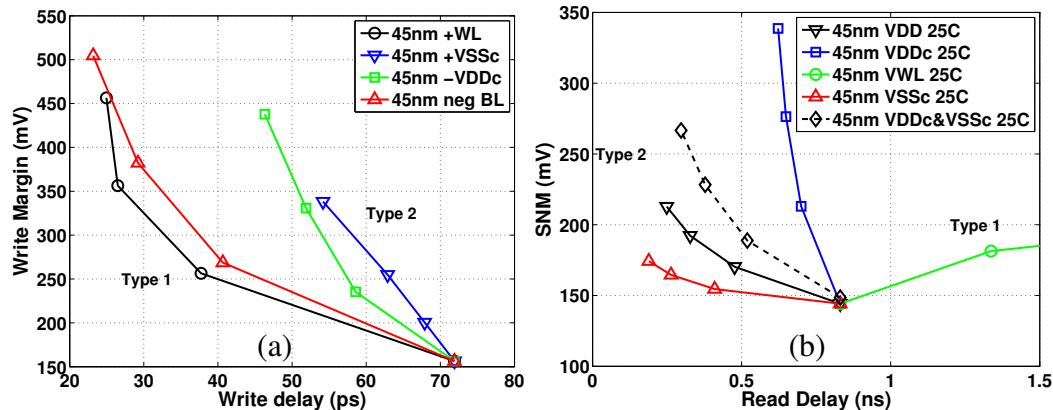 550
500
450
400
350
300
250
200
150
Write Margin (mV)
45nm +WL
45nm +VSSc
45nm −VDDc
45nm neg BL
Type 2
Type 1
(a)
20 30 40 50 60 70 80
Write delay (ps)
350
300
250
200
150
100
SNM (mV)
45nm VDD 25C
45nm VDDc 25C
45nm VWL 25C
45nm VSSc 25C
45nm VDDc&VSSc 25C
Type 2
Type 1
(b)
0 0.5 1 1.5
Read Delay (ns)